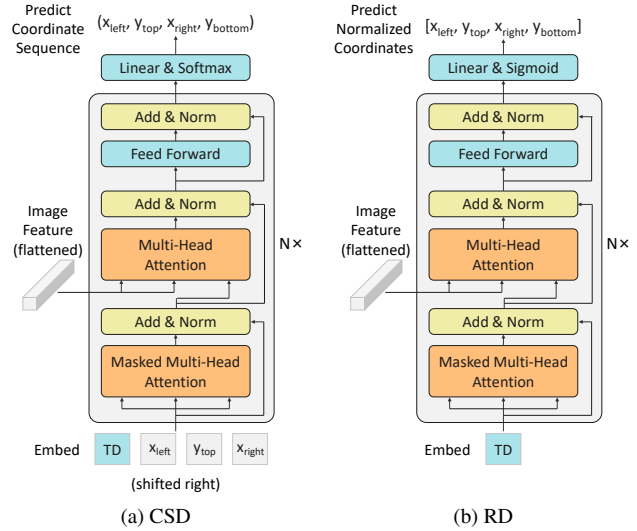 Predict
Coordinate
Sequence
(x_left, y_top, x_right, y_bottom)
Linear & Softmax
Add & Norm
Feed Forward
Add & Norm
Image
Feature
(flattened)
Multi-Head
Attention
N×
Add & Norm
Masked Multi-Head
Attention
Embed
TD
x_left
y_top
x_right
(shifted right)
(a) CSD
Predict
Normalized
Coordinates
[x_left, y_top, x_right, y_bottom]
Linear & Sigmoid
Add & Norm
Feed Forward
Add & Norm
Image
Feature
(flattened)
Multi-Head
Attention
N×
Add & Norm
Masked Multi-Head
Attention
Embed
TD
(b) RD